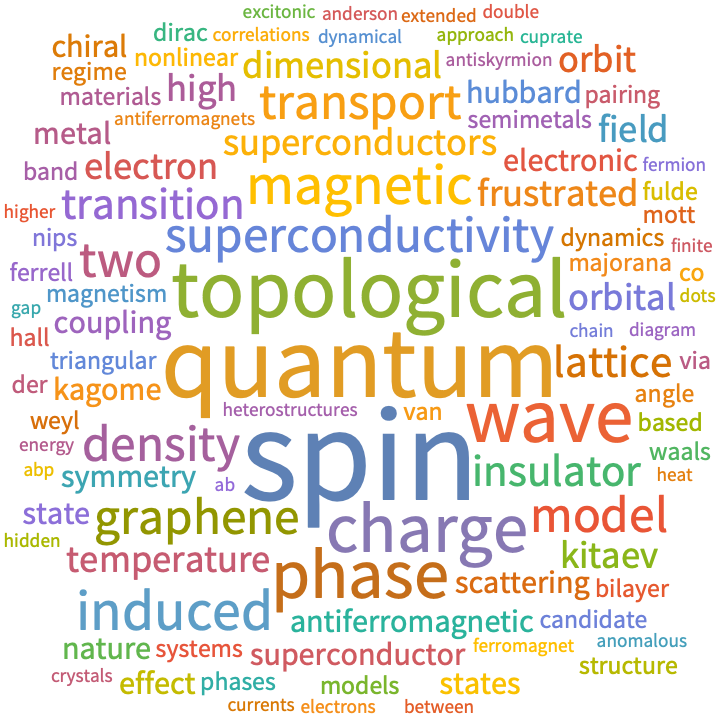 excitonic anderson extended double
dirac correlations dynamical approach cuprate
chiral nonlinear dimensional antiskyrmion orbit
regime materials high transport hubbard pairing
antiferromagnets semimetals field
metal superconductors
band electron magnetic electronic fermion
higher transition frustrated fulde
mott
nips two superconductivity dynamics finite
ferrell topological majorana co
gap magnetism orbital dots
hall coupling chain diagram
triangular quantum lattice via
der kagome angle
weyl heterostructures van wave based
energy density spin waals
abp symmetry ab insulator heat
state graphene charge model
hidden temperature phase kitaev
scattering bilayer
induced antiferromagnetic candidate
nature systems superconductor ferromagnet anomalous
crystals effect phases models states structure
currents electrons between